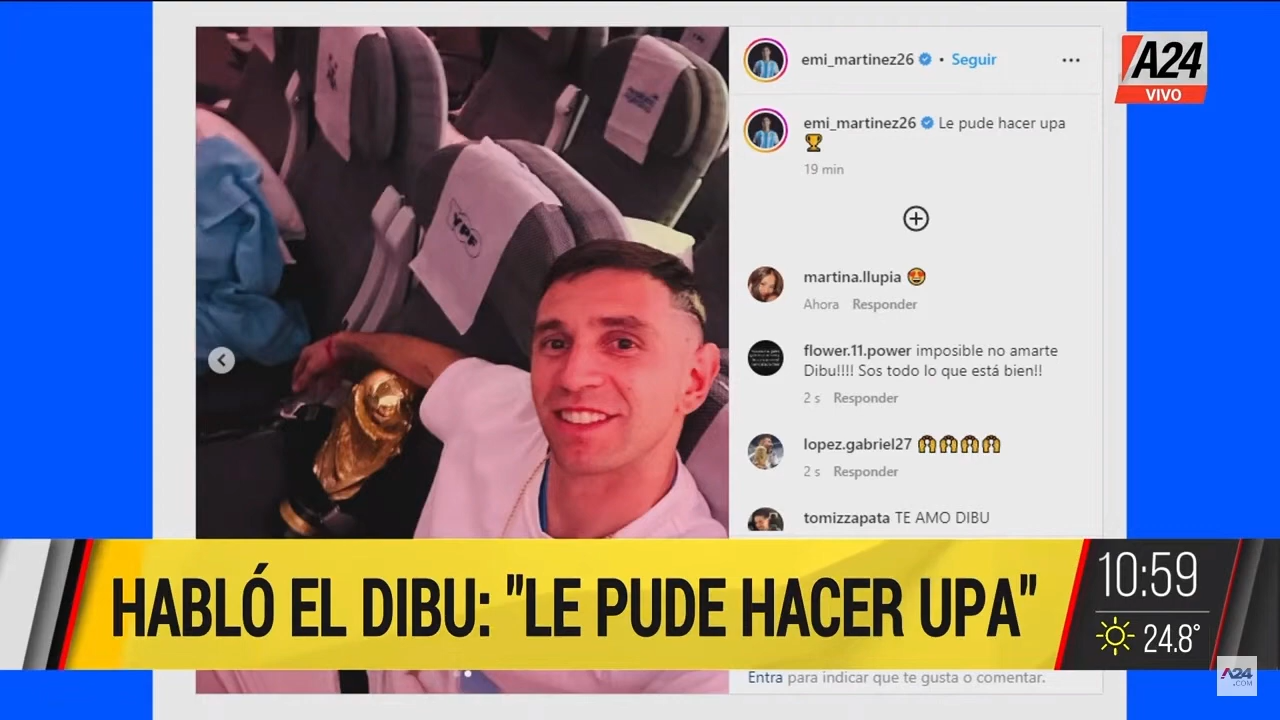 emi_martinez26 • Seguir
emi_martinez26 Le pude hacer upa
🏆
19 min
martina.llupia 😍
Ahora Responder
flower.11.power imposible no amarte
Dibu!!!! Sos todo lo que está bien!!
2 s Responder
lopez.gabriel27 🙌🙌🙌🙌
2 s Responder
tomizzapata TE AMO DIBU
Entra para indicar que te gusta o comentar.
YPF
A24
VIVO
HABLÓ EL DIBU: "LE PUDE HACER UPA"
10:59
24.8°
A24
.COM